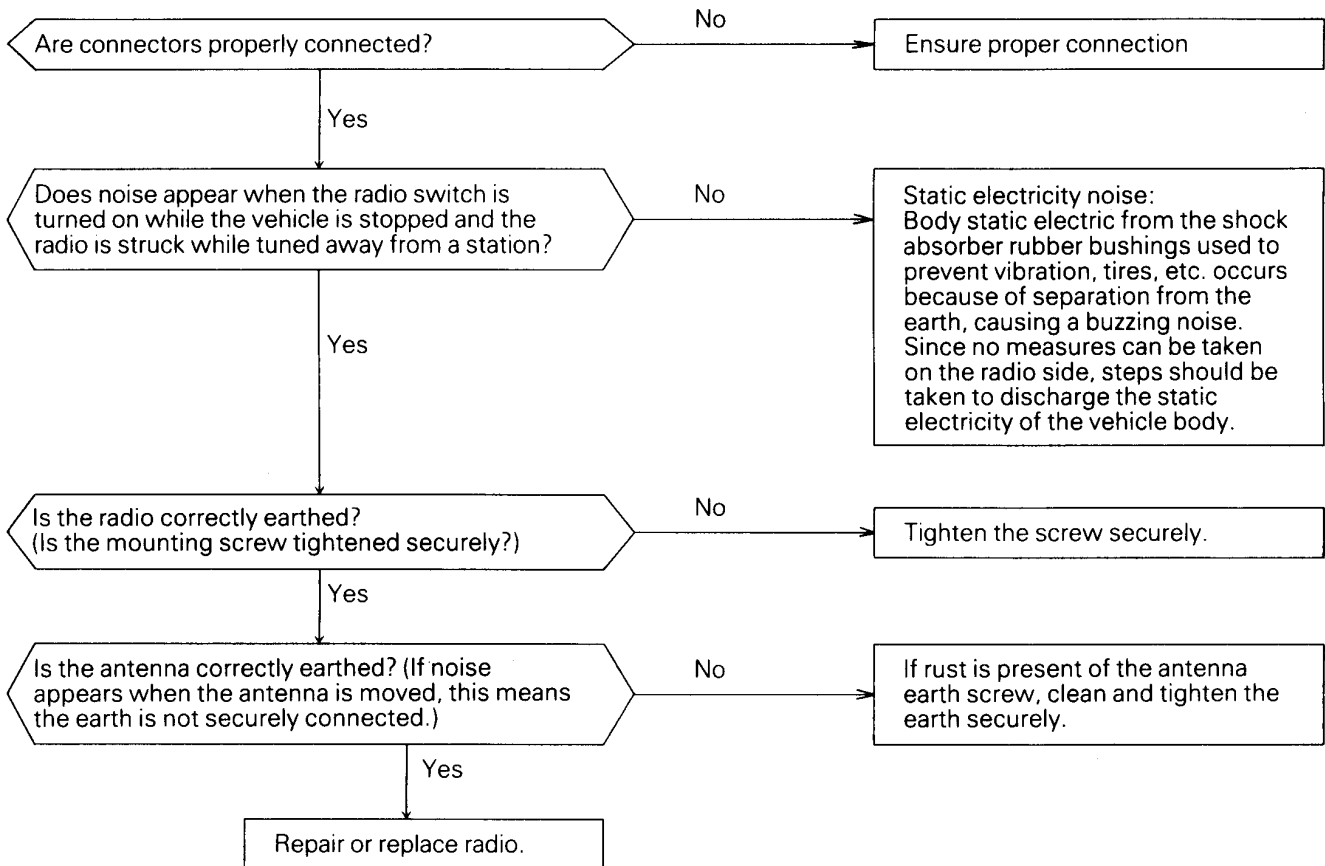 Are connectors properly connected?
No
Ensure proper connection
Yes
Does noise appear when the radio switch is
turned on while the vehicle is stopped and the
radio is struck while tuned away from a station?
No
Static electricity noise:
Body static electric from the shock
absorber rubber bushings used to
prevent vibration, tires, etc. occurs
because of separation from the
earth, causing a buzzing noise.
Since no measures can be taken
on the radio side, steps should be
taken to discharge the static
electricity of the vehicle body.
Yes
Is the radio correctly earthed?
(Is the mounting screw tightened securely?)
No
Tighten the screw securely.
Yes
Is the antenna correctly earthed? (If noise
appears when the antenna is moved, this means
the earth is not securely connected.)
No
If rust is present of the antenna
earth screw, clean and tighten the
earth securely.
Yes
Repair or replace radio.